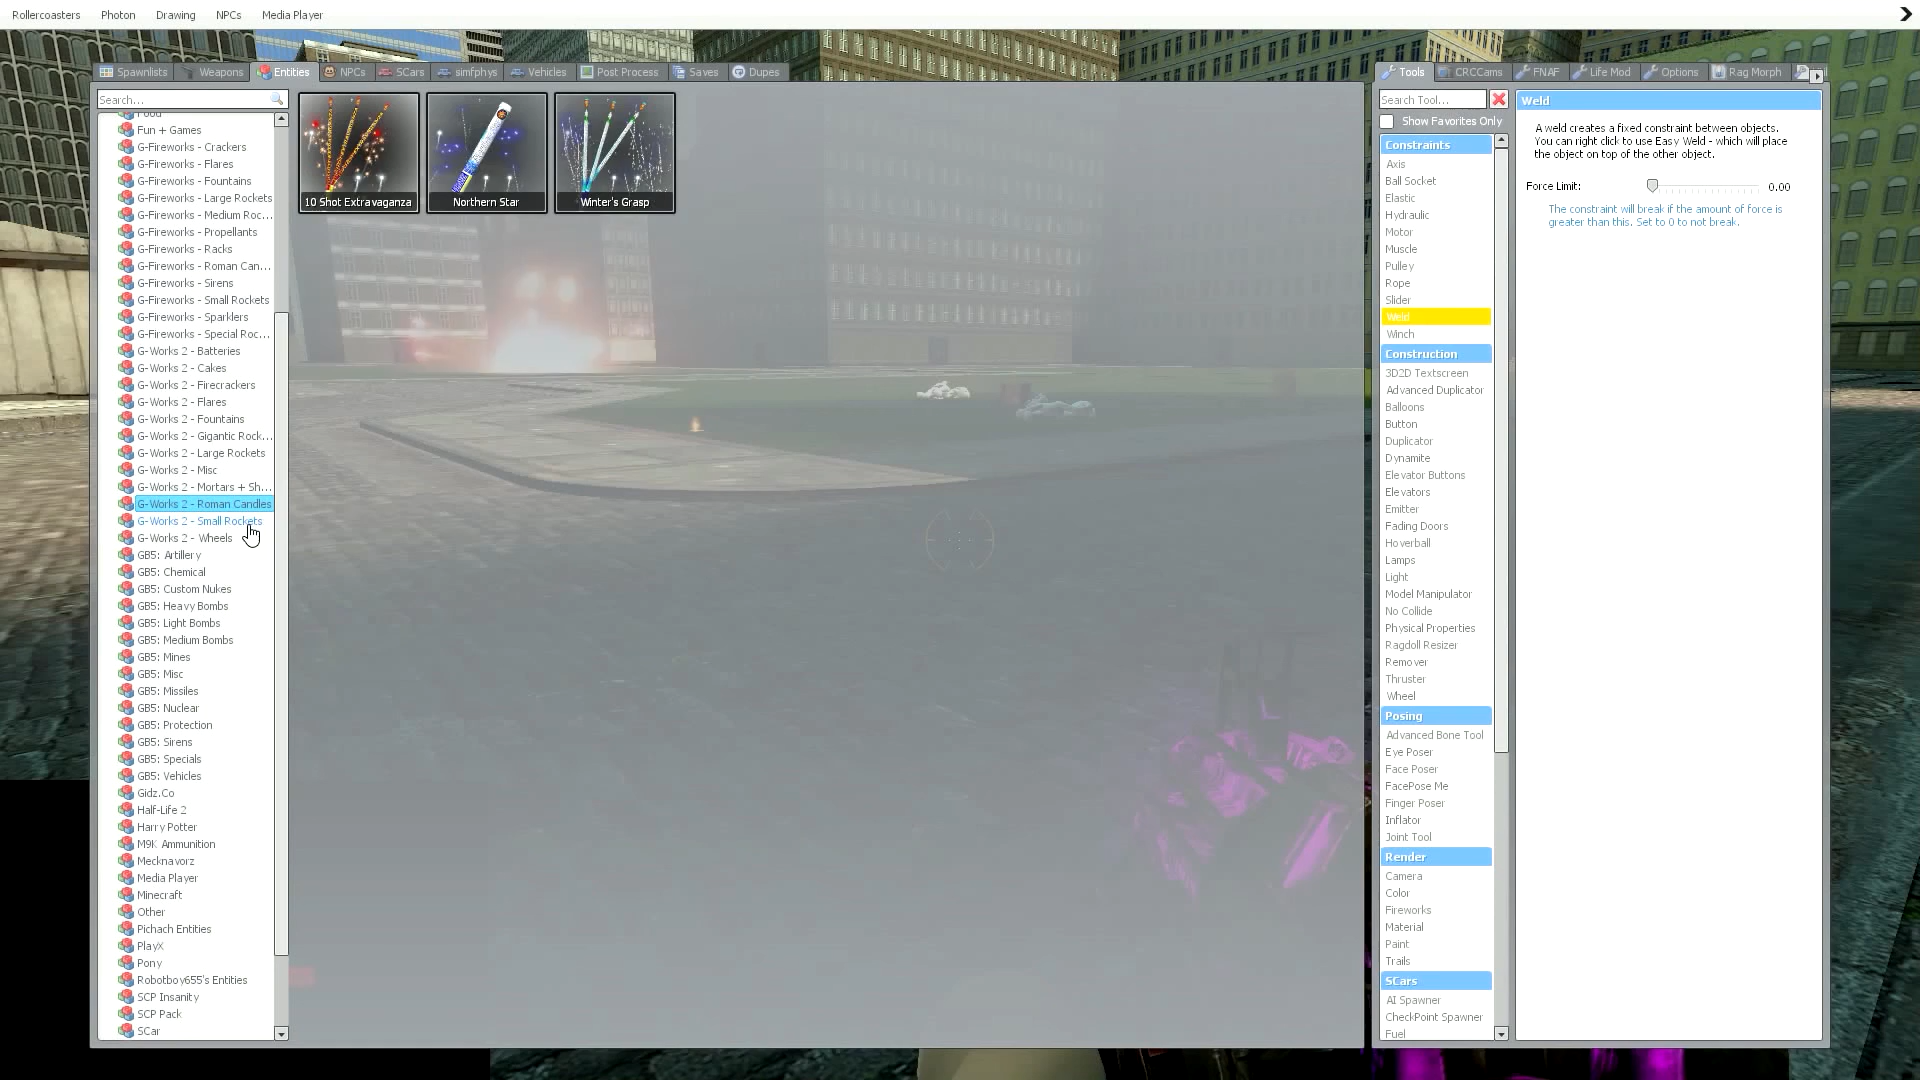 Rollercoasters Photon Drawing NPCs Media Player
Spawnlists Weapons Entities NPCs SCars simfphys Vehicles Post Process Saves Dupes
Search...
Food
Fun + Games
G-Fireworks - Crackers
G-Fireworks - Flares
G-Fireworks - Fountains
G-Fireworks - Large Rockets
G-Fireworks - Medium Roc...
G-Fireworks - Propellants
G-Fireworks - Racks
G-Fireworks - Roman Can...
G-Fireworks - Sirens
G-Fireworks - Small Rockets
G-Fireworks - Sparklers
G-Fireworks - Special Roc...
G-Works 2 - Batteries
G-Works 2 - Cakes
G-Works 2 - Firecrackers
G-Works 2 - Flares
G-Works 2 - Fountains
G-Works 2 - Gigantic Rock...
G-Works 2 - Large Rockets
G-Works 2 - Misc
G-Works 2 - Mortars + Sh...
G-Works 2 - Roman Candles
G-Works 2 - Small Rockets
G-Works 2 - Wheels
GB5: Artillery
GB5: Chemical
GB5: Custom Nukes
GB5: Heavy Bombs
GB5: Light Bombs
GB5: Medium Bombs
GB5: Mines
GB5: Misc
GB5: Missiles
GB5: Nuclear
GB5: Protection
GB5: Sirens
GB5: Specials
GB5: Vehicles
Gidz.Co
Half-Life 2
Harry Potter
M9K Ammunition
Mecknavorz
Media Player
Minecraft
Other
Pichach Entities
PlayX
Pony
Robotboy655's Entities
SCP Insanity
SCP Pack
SCar
10 Shot Extravaganza
Northern Star
Winter's Grasp
Tools CRCCams FNAF Life Mod Options Rag Morph
Search Tool...
Show Favorites Only
Constraints
Axis
Ball Socket
Elastic
Hydraulic
Motor
Muscle
Pulley
Rope
Slider
Weld
Winch
Construction
3D2D Textscreen
Advanced Duplicator
Balloons
Button
Duplicator
Dynamite
Elevator Buttons
Elevators
Emitter
Fading Doors
Hoverball
Lamps
Light
Model Manipulator
No Collide
Physical Properties
Ragdoll Resizer
Remover
Thruster
Wheel
Posing
Advanced Bone Tool
Eye Poser
Face Poser
FacePose Me
Finger Poser
Inflator
Joint Tool
Render
Camera
Color
Fireworks
Material
Paint
Trails
SCars
AI Spawner
CheckPoint Spawner
Fuel
Weld
A weld creates a fixed constraint between objects.
You can right click to use Easy Weld - which will place
the object on top of the other object.
Force Limit: 0.00
The constraint will break if the amount of force is
greater than this. Set to 0 to not break.